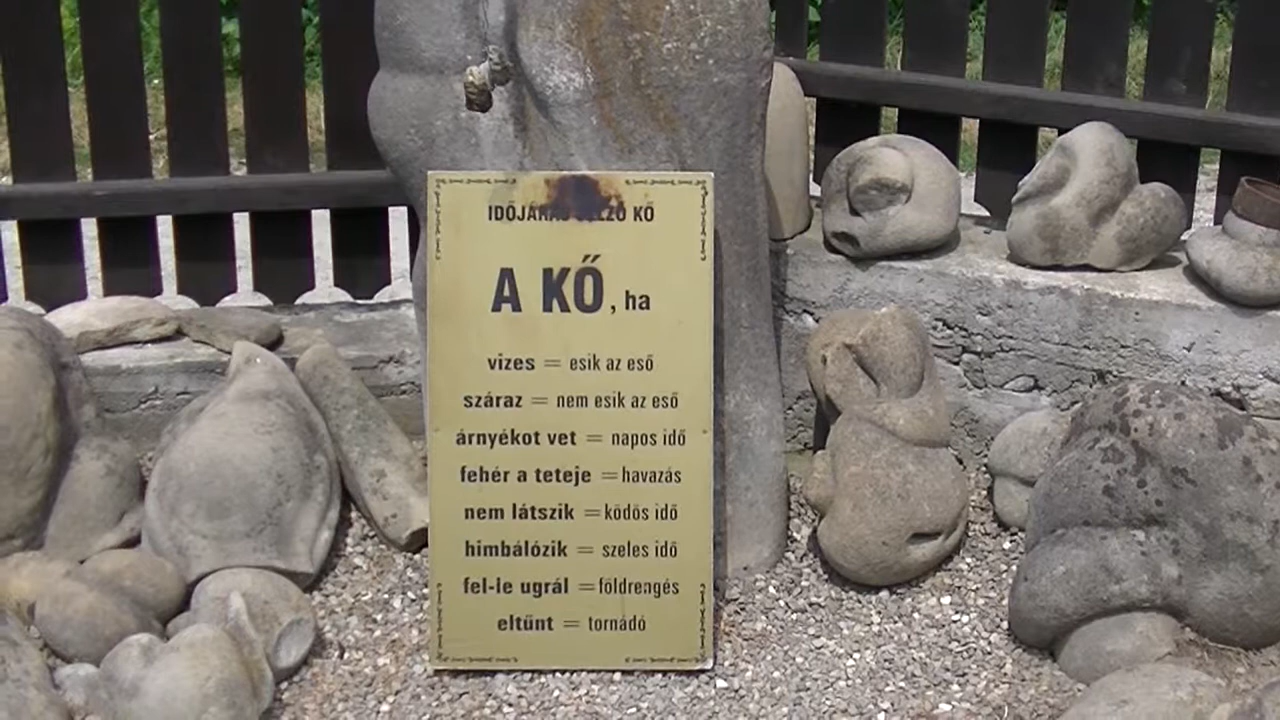 IDŐJÁRÁS JELZŐ KŐ
A KŐ, ha
vizes = esik az eső
száraz = nem esik az eső
árnyékot vet = napos idő
fehér a teteje = havazás
nem látszik = ködös idő
himbálózik = szeles idő
fel-le ugrál = földrengés
eltűnt = tornádó